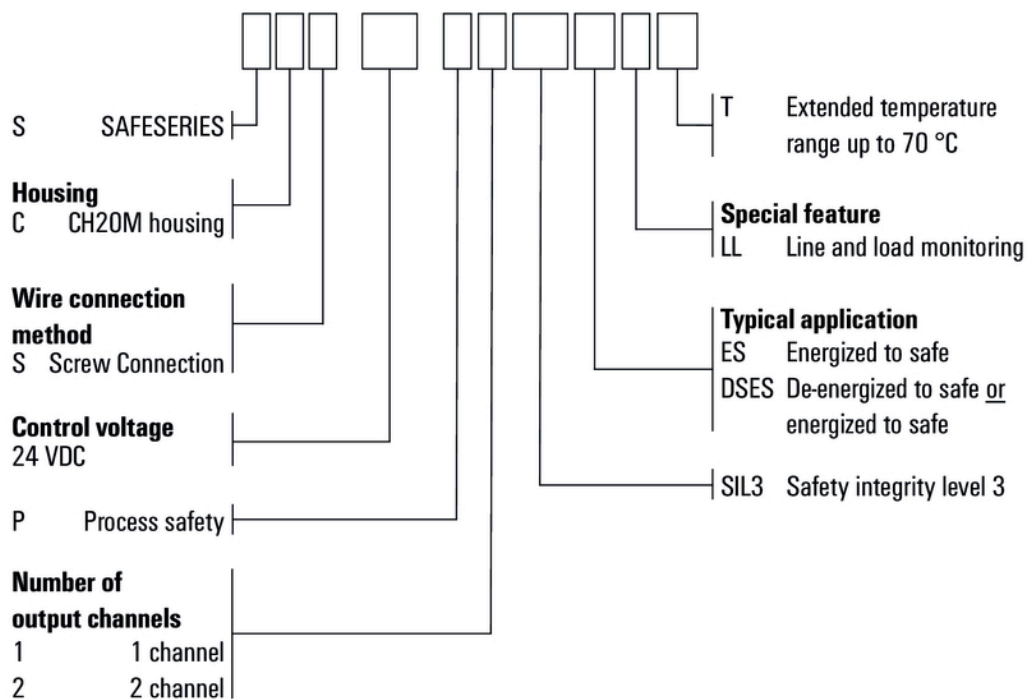 S SAFESERIES
Housing
C CH20M housing
Wire connection
method
S Screw Connection
Control voltage
24 VDC
P Process safety
Number of
output channels
1 1 channel
2 2 channel
T Extended temperature
range up to 70 °C
Special feature
LL Line and load monitoring
Typical application
ES Energized to safe
DSES De-energized to safe or
energized to safe
SIL3 Safety integrity level 3